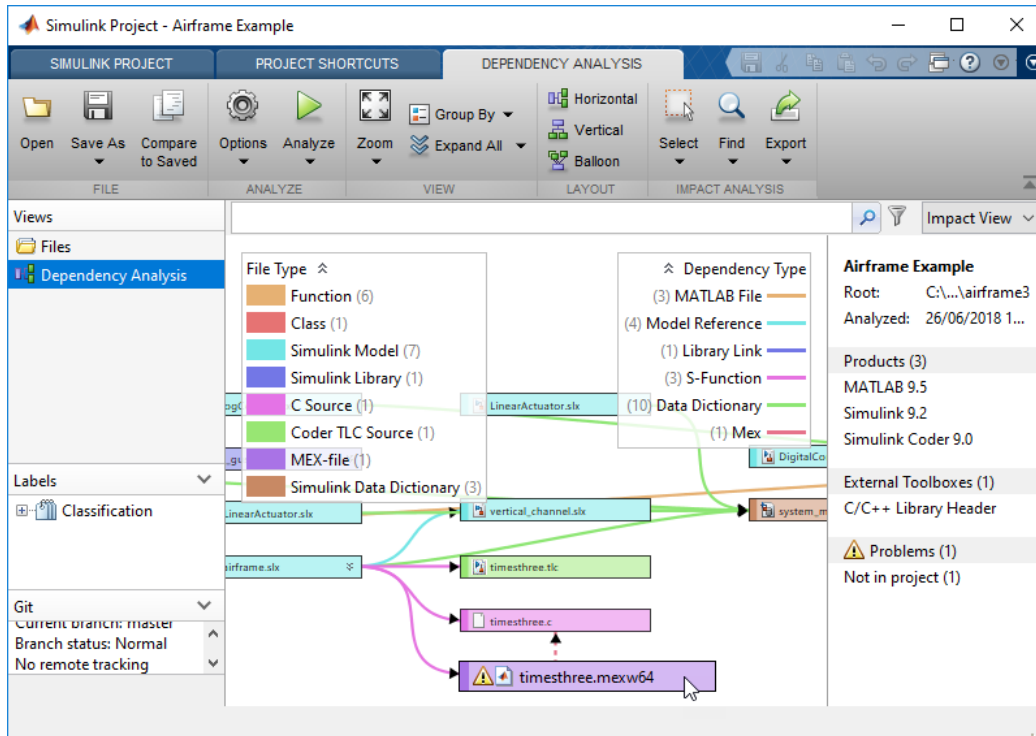 Simulink Project - Airframe Example
SIMULINK PROJECT
PROJECT SHORTCUTS
DEPENDENCY ANALYSIS
Open
Save As
Compare to Saved
Options
Analyze
Zoom
Group By
Expand All
Horizontal
Vertical
Balloon
Select
Find
Export
FILE
ANALYZE
VIEW
LAYOUT
IMPACT ANALYSIS
Views
Files
Dependency Analysis
Impact View
File Type
Function (6)
Class (1)
Simulink Model (7)
Simulink Library (1)
C Source (1)
Coder TLC Source (1)
MEX-file (1)
Simulink Data Dictionary (3)
Dependency Type
(3) MATLAB File
(4) Model Reference
(1) Library Link
(3) S-Function
(10) Data Dictionary
(1) Mex
LinearActuator.slx
DigitalCo
LinearActuator.slx
vertical_channel.slx
system_m
airframe.slx
timesthree.tlc
timesthree.c
timesthree.mexw64
Airframe Example
Root: C:\...\airframe3
Analyzed: 26/06/2018 1...
Products (3)
MATLAB 9.5
Simulink 9.2
Simulink Coder 9.0
External Toolboxes (1)
C/C++ Library Header
Problems (1)
Not in project (1)
Labels
Classification
Git
Current branch: master
Branch status: Normal
No remote tracking